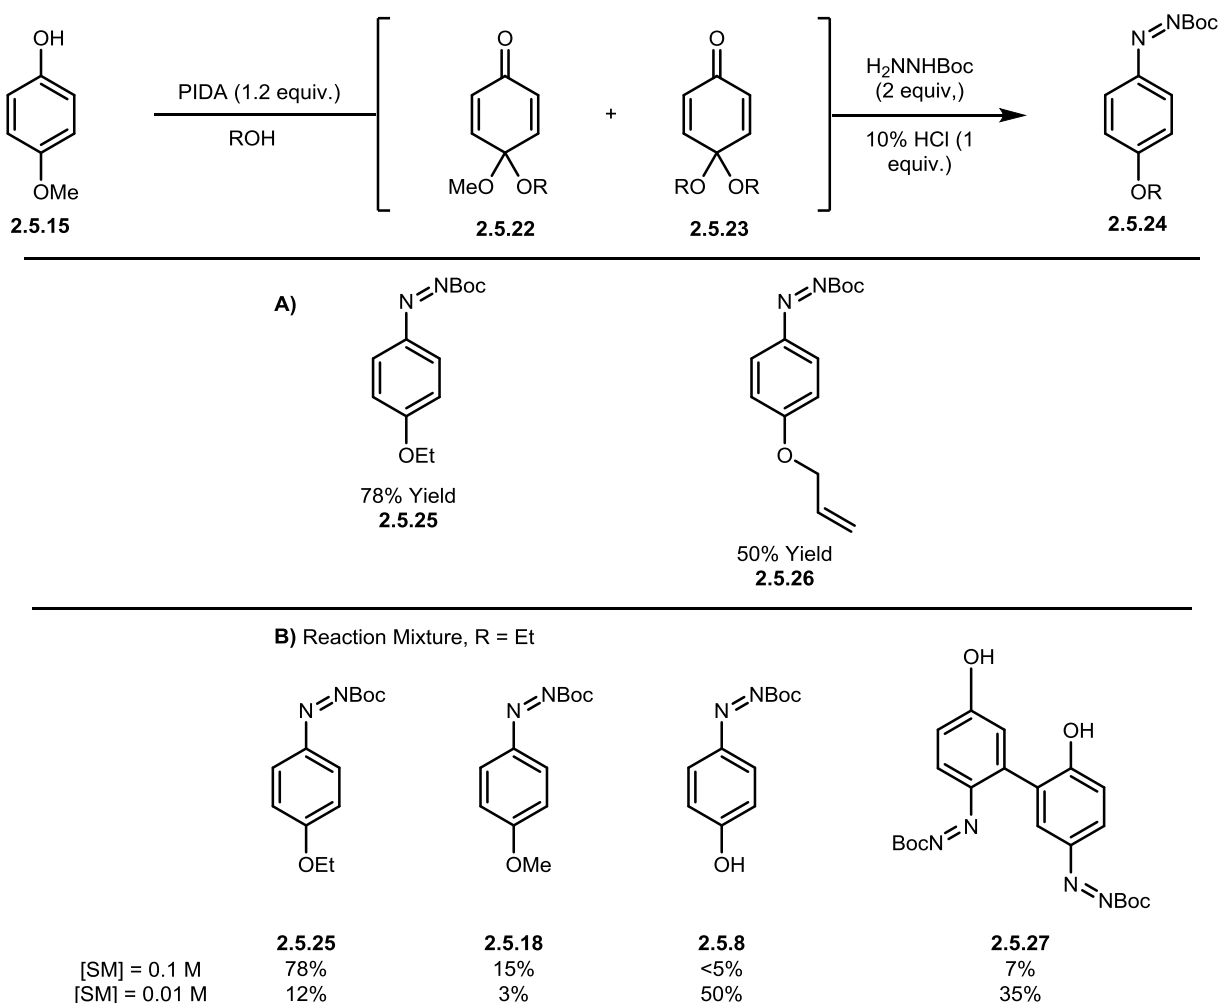 OH
OMe
2.5.15
PIDA (1.2 equiv.)
ROH
O
MeO OR
2.5.22
+
O
RO OR
2.5.23
H2NNHBoc
(2 equiv,)
10% HCl (1
equiv.)
N NBoc
OR
2.5.24
A)
N NBoc
OEt
78% Yield
2.5.25
N NBoc
O
50% Yield
2.5.26
B) Reaction Mixture, R = Et
N NBoc
OEt
N NBoc
OMe
N NBoc
OH
OH
OH
BocN N
N NBoc
2.5.25 2.5.18 2.5.8 2.5.27
[SM] = 0.1 M 78% 15% <5% 7%
[SM] = 0.01 M 12% 3% 50% 35%